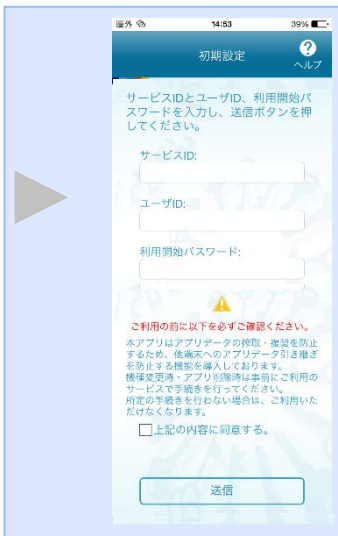 圏外 14:53 39%
初期設定
ヘルプ
サービスIDとユーザID、利用開始パ
スワードを入力し、送信ボタンを押
してください。
サービスID:
ユーザID:
利用開始パスワード:
ご利用の前に以下を必ずご確認ください。
本アプリはアプリデータの搾取・複製を防止
するため、他端末へのアプリデータ引き継ぎ
を防止する機能を導入しております。
機種変更時・アプリ削除時は事前にご利用の
サービスで手続きを行ってください。
所定の手続きを行わない場合は、ご利用いた
だけなくなります。
上記の内容に同意する。
送信